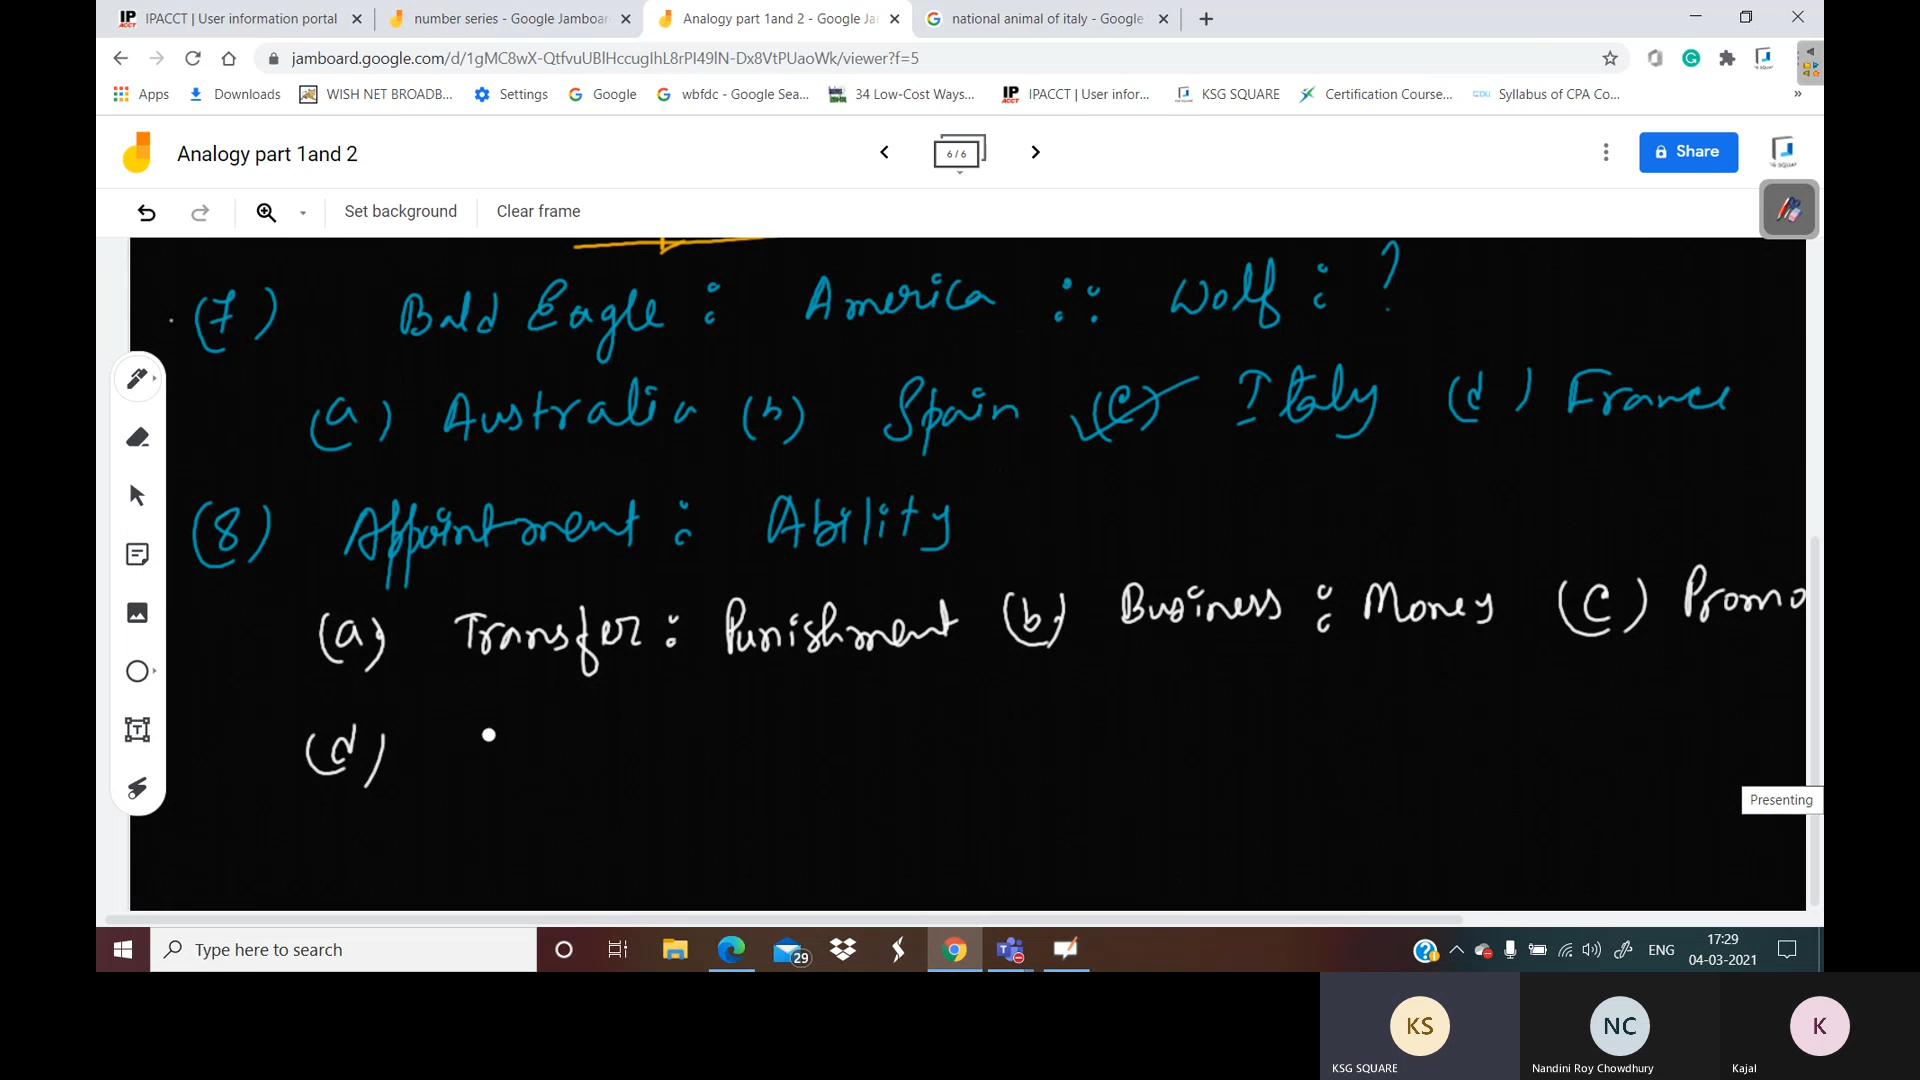 IPACCT | User information portal
number series - Google Jamboar
Analogy part 1and 2 - Google Ja
national animal of italy - Google
jamboard.google.com/d/1gMC8wX-QtfvuUBlHccugIhL8rPI49lN-Dx8VtPUaoWk/viewer?f=5
Apps Downloads WISH NET BROADB... Settings Google wbfdc - Google Sea... 34 Low-Cost Ways... IPACCT | User infor... KSG SQUARE Certification Course... Syllabus of CPA Co... »
Analogy part 1and 2
6 / 6
Share
Set background Clear frame
(7) Bald Eagle : America :: Wolf : ?
(a) Australia (b) Spain (c) Italy (d) France
(8) Appointment : Ability
(a) Transfer : Punishment (b) Business : Money (C) Promo
(d)
Presenting
Type here to search
29
ENG
17:29
04-03-2021
KS NC K
KSG SQUARE Nandini Roy Chowdhury Kajal